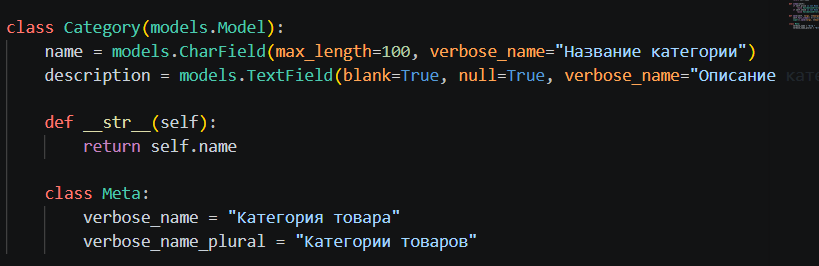 class Category(models.Model):
    name = models.CharField(max_length=100, verbose_name="Название категории")
    description = models.TextField(blank=True, null=True, verbose_name="Описание кате
    def __str__(self):
        return self.name
    class Meta:
        verbose_name = "Категория товара"
        verbose_name_plural = "Категории товаров"